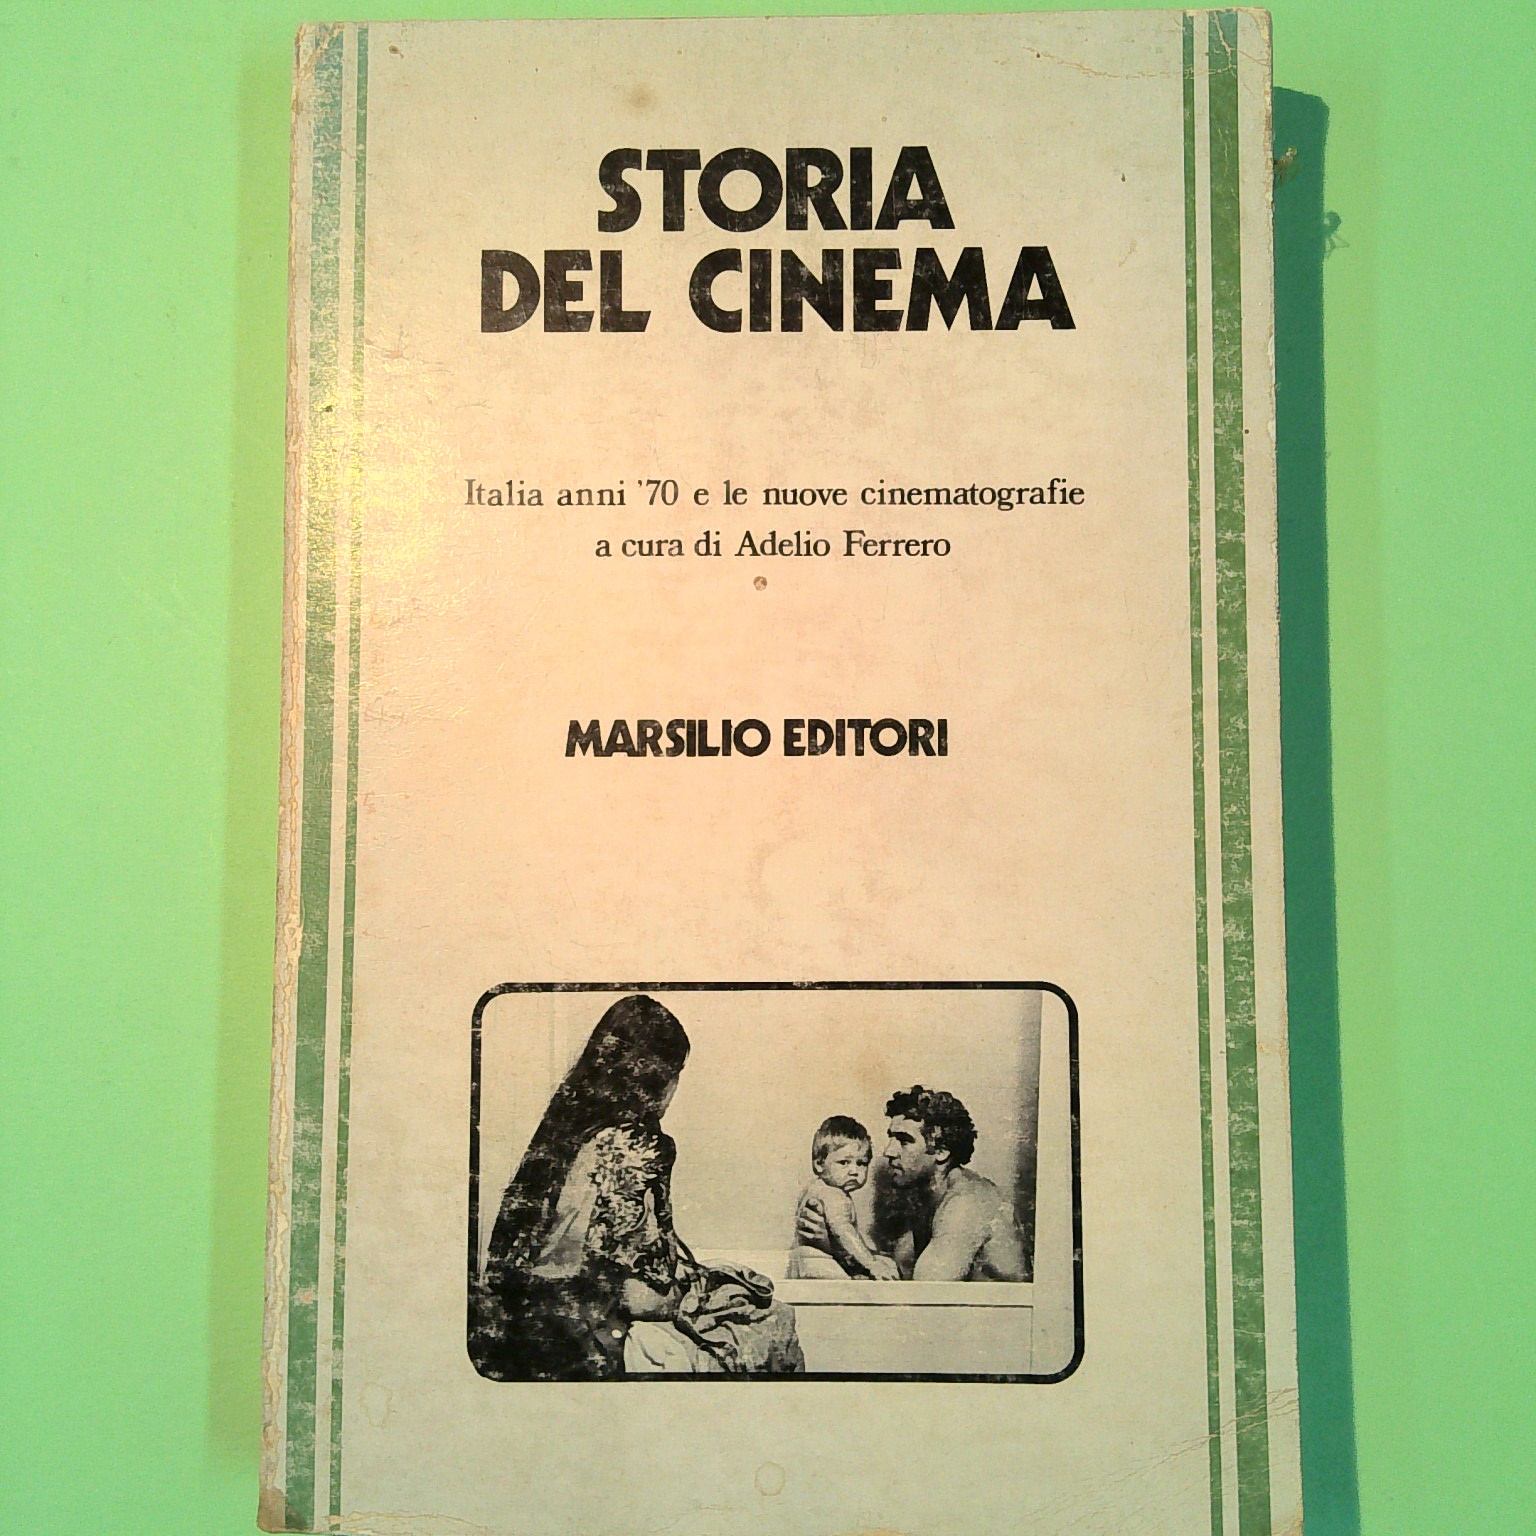 STORIA
DEL CINEMA
Italia anni '70 e le nuove cinematografie
a cura di Adelio Ferrero
MARSILIO EDITORI